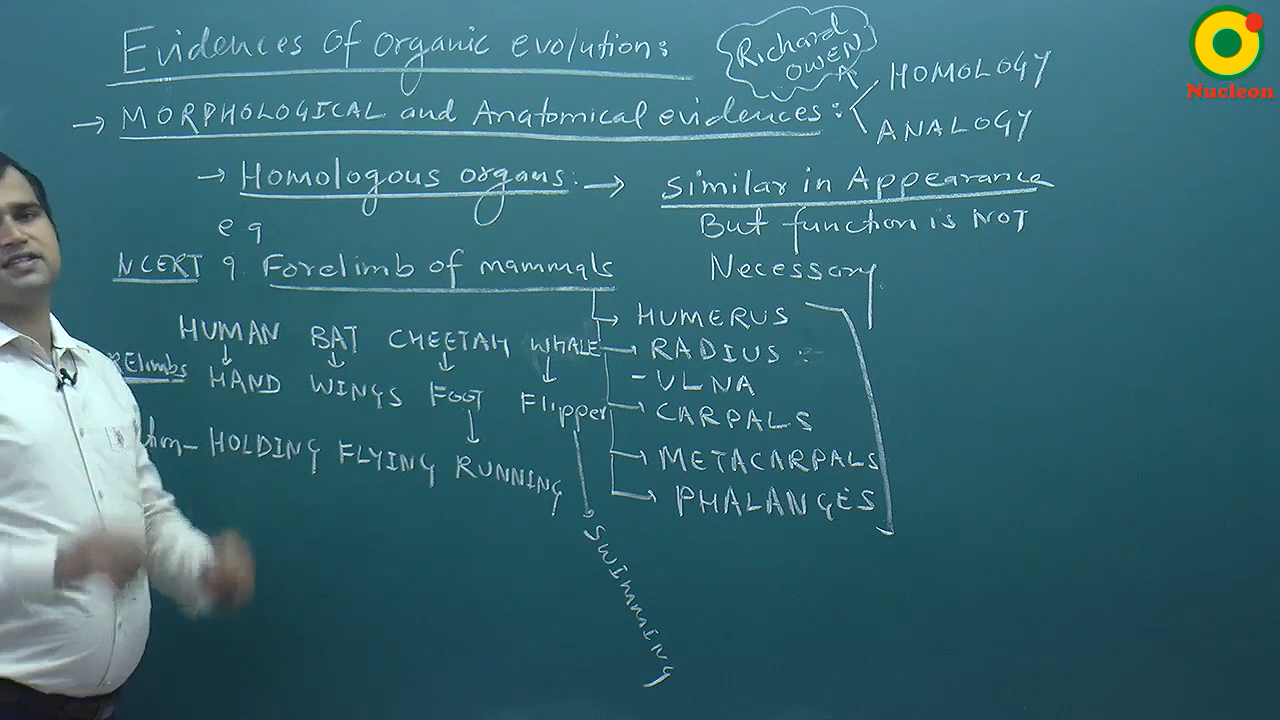 Evidences Of Organic evolution:
Richard
OWEN
HOMOLOGY
ANALOGY
Nucleon
→ MORPHOLOGICAL and Anatomical evidences:
→ Homologous organs: → Similar in Appearance
But function is NOT
Necessary
e g
NCERT 9. Forelimb of mammals
HUMAN BAT CHEETAH WHALE
HAND WINGS FOOT Flipper
HOLDING FLYING RUNNING
SWIMMING
HUMERUS
RADIUS
- ULNA
CARPALS
METACARPALS
PHALANGES